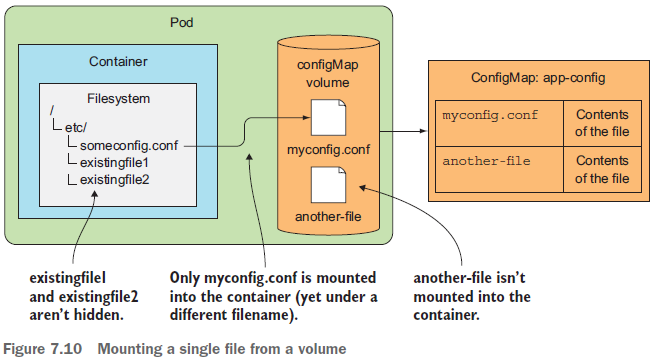 Pod
Container
Filesystem
/
etc/
someconfig.conf
existingfile1
existingfile2
configMap
volume
myconfig.conf
another-file
ConfigMap: app-config
myconfig.conf
Contents
of the file
another-file
Contents
of the file
existingfile1
and existingfile2
aren't hidden.
Only myconfig.conf is mounted
into the container (yet under a
different filename).
another-file isn't
mounted into the
container.
Figure 7.10 Mounting a single file from a volume